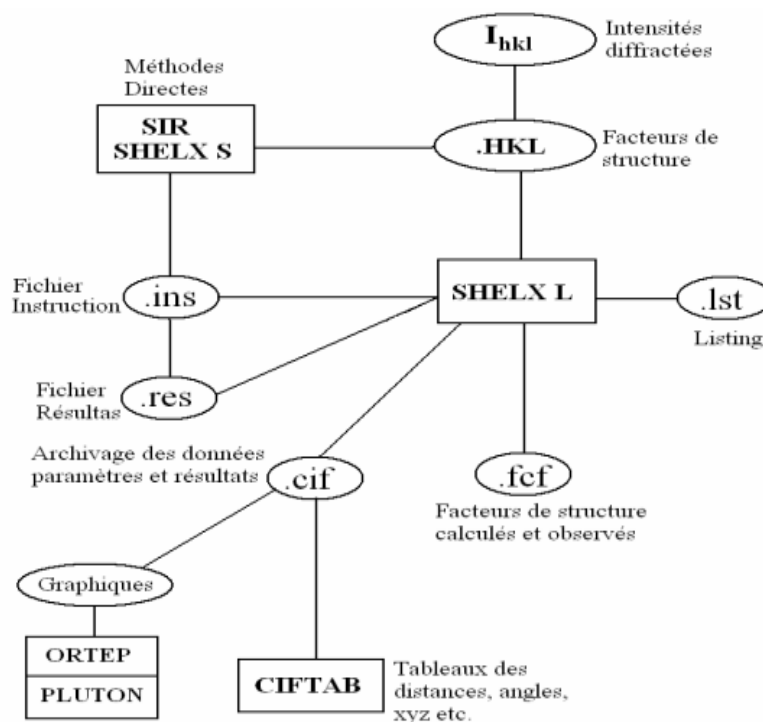 I hkl
Intensités
diffractées
Méthodes
Directes
SIR
SHELX S
.HKL
Facteurs de
structure
Fichier
Instruction
.ins
SHELX L
.lst
Listing
Fichier
Résultas
.res
Archivage des données
paramètres et résultats
.cif
.fcf
Facteurs de structure
calculés et observés
Graphiques
ORTEP
PLUTON
CIFTAB
Tableaux des
distances, angles,
xyz etc.